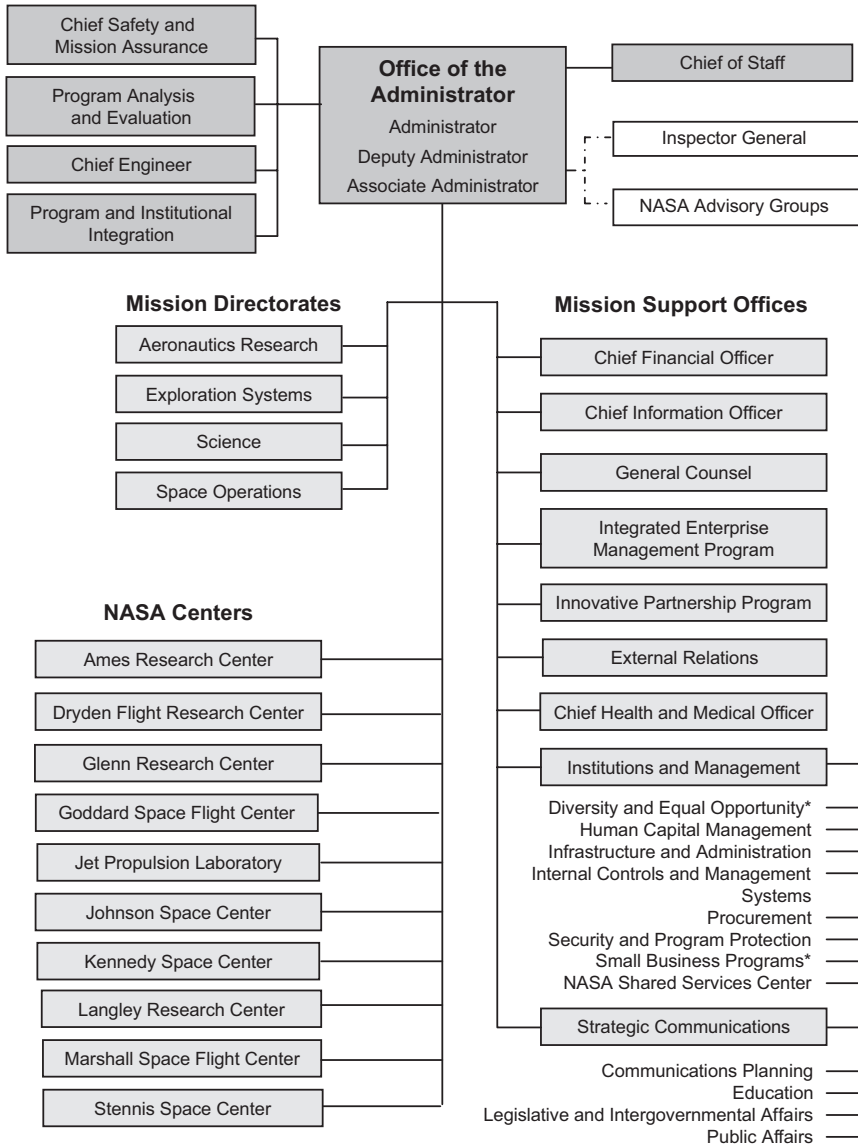 Chief Safety and
Mission Assurance
Program Analysis
and Evaluation
Chief Engineer
Program and Institutional
Integration
Office of the
Administrator
Administrator
Deputy Administrator
Associate Administrator
Chief of Staff
Inspector General
NASA Advisory Groups
Mission Directorates
Aeronautics Research
Exploration Systems
Science
Space Operations
NASA Centers
Ames Research Center
Dryden Flight Research Center
Glenn Research Center
Goddard Space Flight Center
Jet Propulsion Laboratory
Johnson Space Center
Kennedy Space Center
Langley Research Center
Marshall Space Flight Center
Stennis Space Center
Mission Support Offices
Chief Financial Officer
Chief Information Officer
General Counsel
Integrated Enterprise
Management Program
Innovative Partnership Program
External Relations
Chief Health and Medical Officer
Institutions and Management
Diversity and Equal Opportunity*
Human Capital Management
Infrastructure and Administration
Internal Controls and Management
Systems
Procurement
Security and Program Protection
Small Business Programs*
NASA Shared Services Center
Strategic Communications
Communications Planning
Education
Legislative and Intergovernmental Affairs
Public Affairs